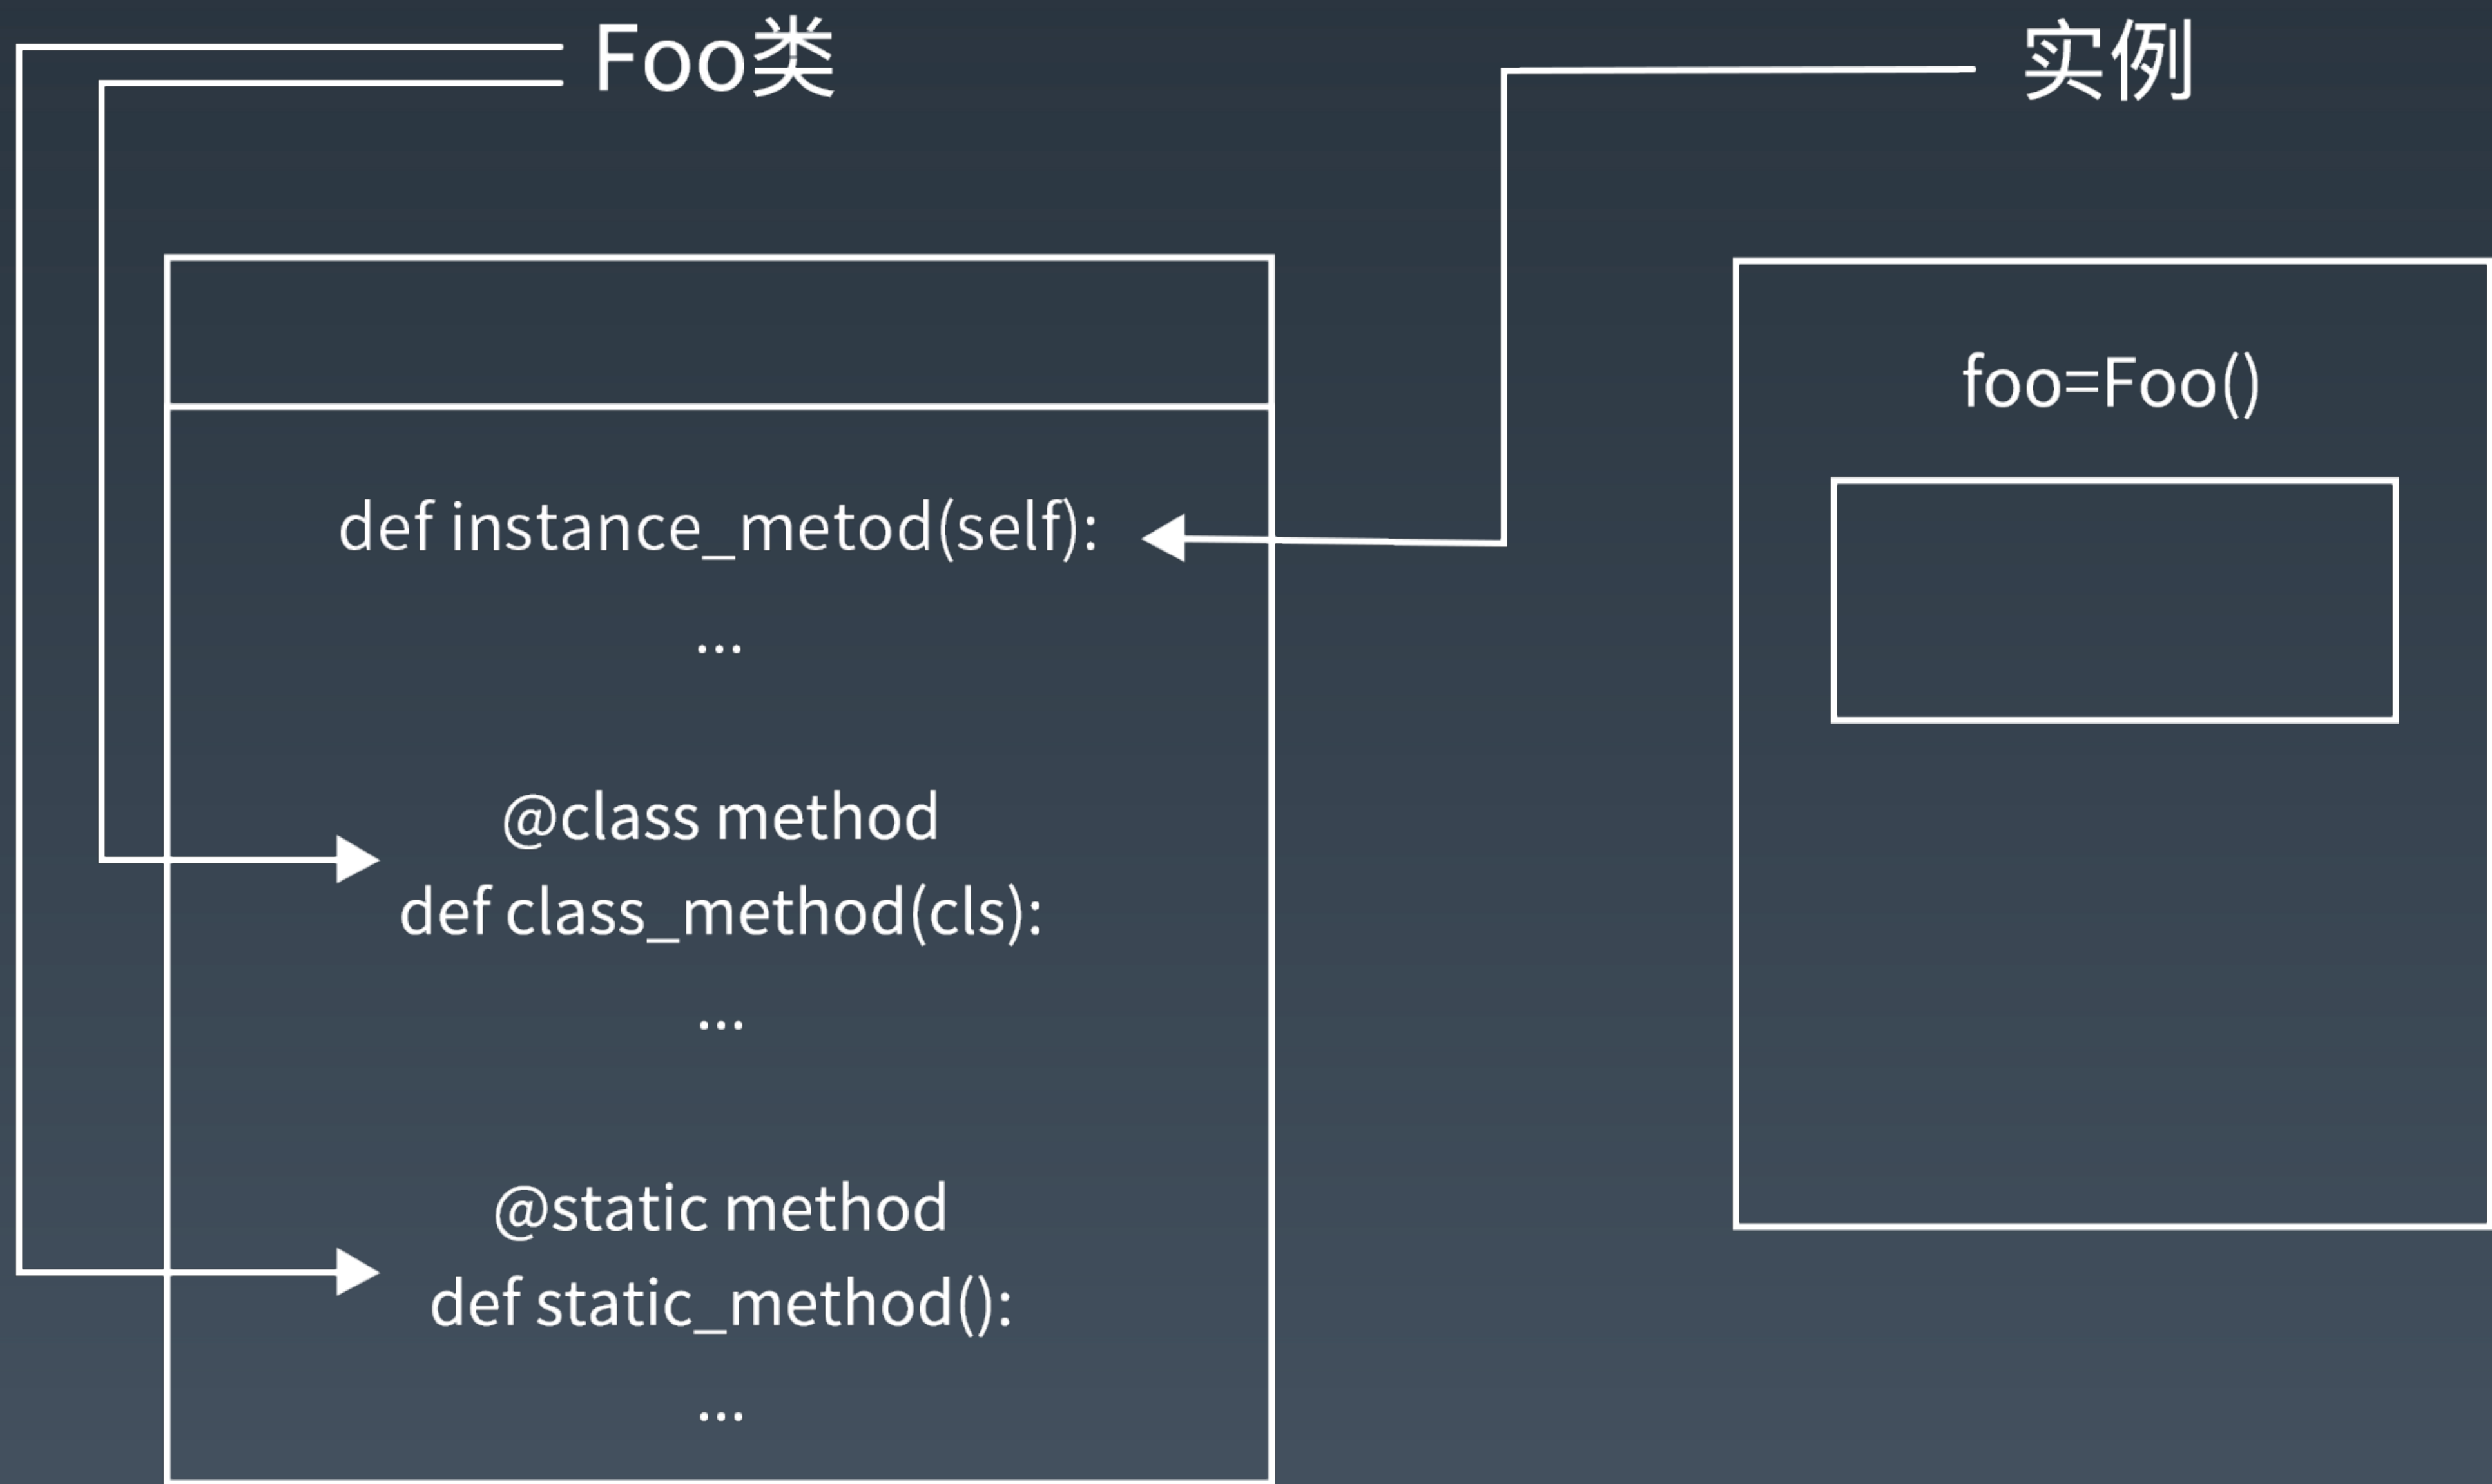 Foo类
实例
def instance_metod(self):
...
@class method
def class_method(cls):
...
@static method
def static_method():
...
foo=Foo()